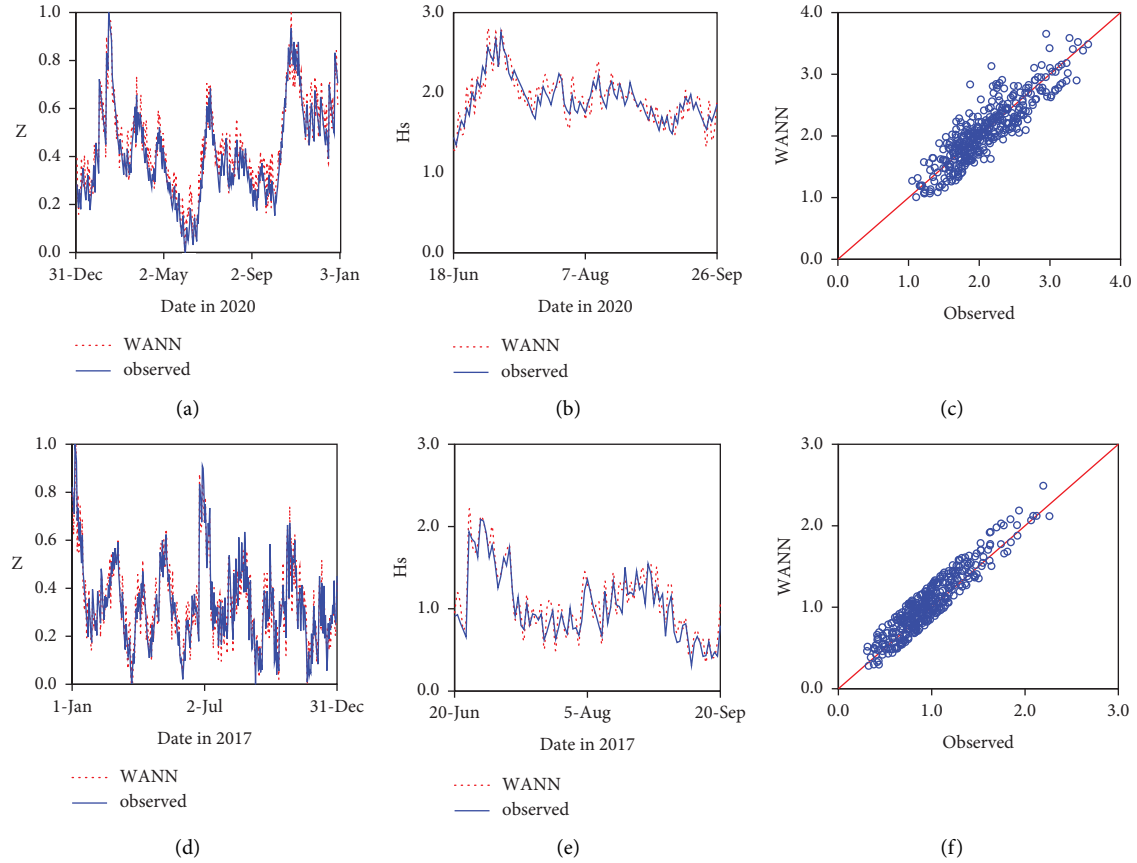 1.0
0.8
0.6
Z
0.4
0.2
0.0
31-Dec
2-May
2-Sep
3-Jan
Date in 2020
WANN
observed
(a)
3.0
2.0
Hs
1.0
0.0
18-Jun
7-Aug
26-Sep
Date in 2020
WANN
observed
(b)
4.0
3.0
WANN
2.0
1.0
0.0
0.0
1.0
2.0
3.0
4.0
Observed
(c)
1.0
0.8
0.6
Z
0.4
0.2
0.0
1-Jan
2-Jul
31-Dec
Date in 2017
WANN
observed
(d)
3.0
2.0
Hs
1.0
0.0
20-Jun
5-Aug
20-Sep
Date in 2017
WANN
observed
(e)
3.0
2.0
WANN
1.0
0.0
0.0
1.0
2.0
3.0
Observed
(f)